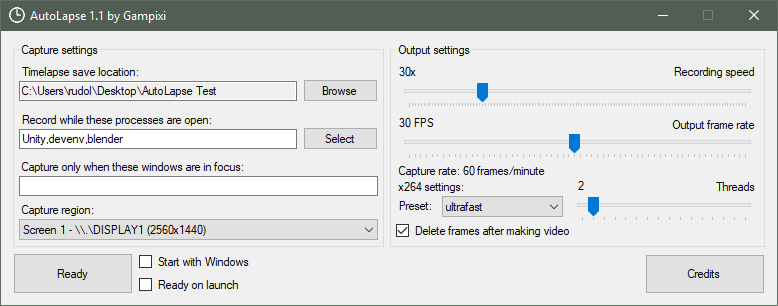 AutoLapse 1.1 by Gampixi
Capture settings
Timelapse save location:
C:\Users\rudol\Desktop\AutoLapse Test
Browse
Record while these processes are open:
Unity,devenv,blender
Select
Capture only when these windows are in focus:
Capture region:
Screen 1 - \\.\DISPLAY1 (2560x1440)
Ready
Start with Windows
Ready on launch
Output settings
30x
Recording speed
30 FPS
Output frame rate
Capture rate: 60 frames/minute
x264 settings:
2
Threads
Preset:
ultrafast
Delete frames after making video
Credits